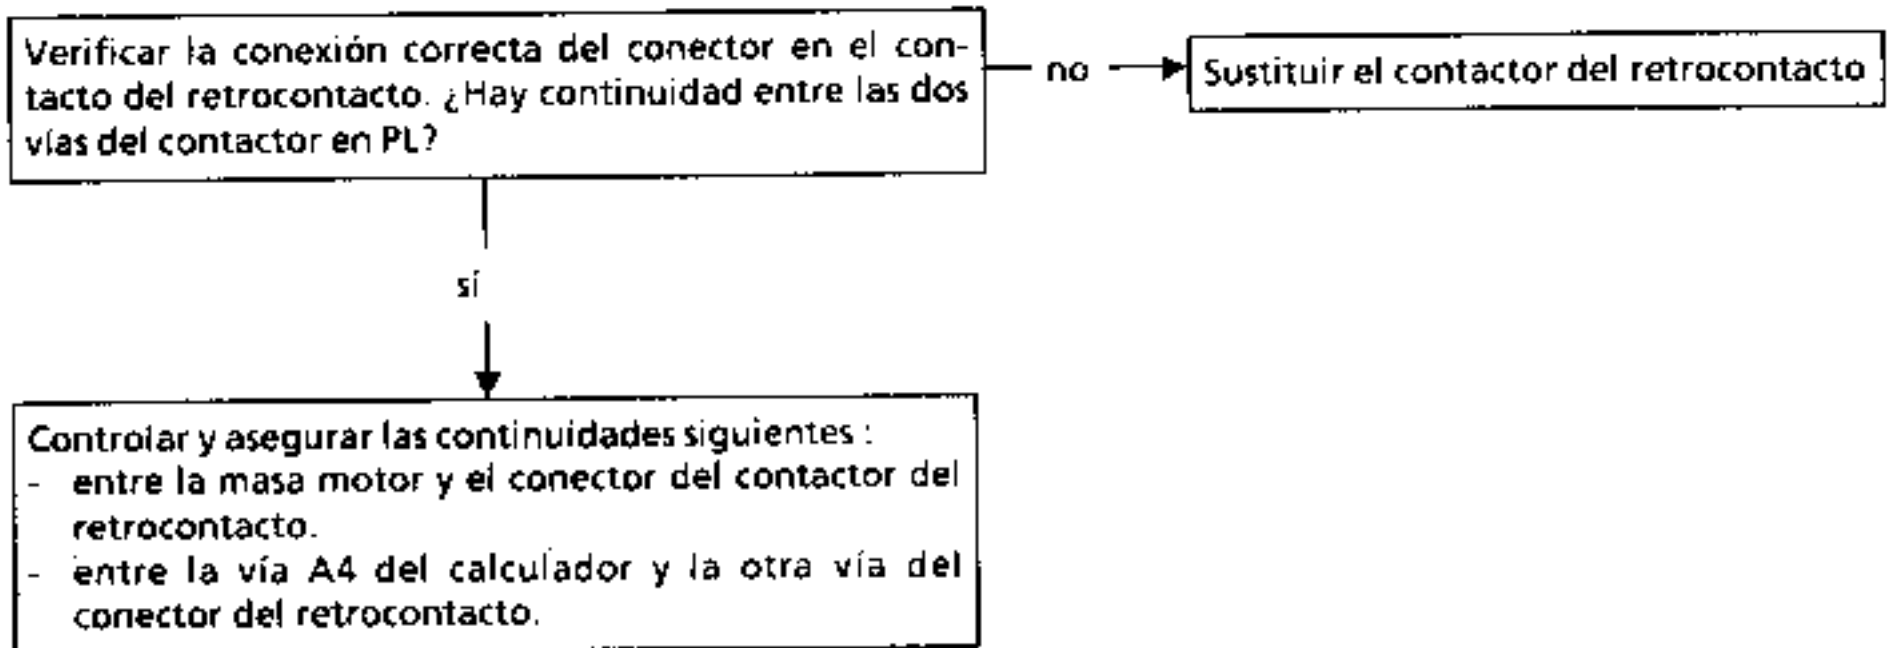 Verificar la conexión correcta del conector en el con-
tacto del retrocontacto. ¿Hay continuidad entre las dos
vías del contactor en PL?
no
Sustituir el contactor del retrocontacto
sí
Controlar y asegurar las continuidades siguientes :
- entre la masa motor y el conector del contactor del
retrocontacto.
- entre la vía A4 del calculador y la otra vía del
conector del retrocontacto.